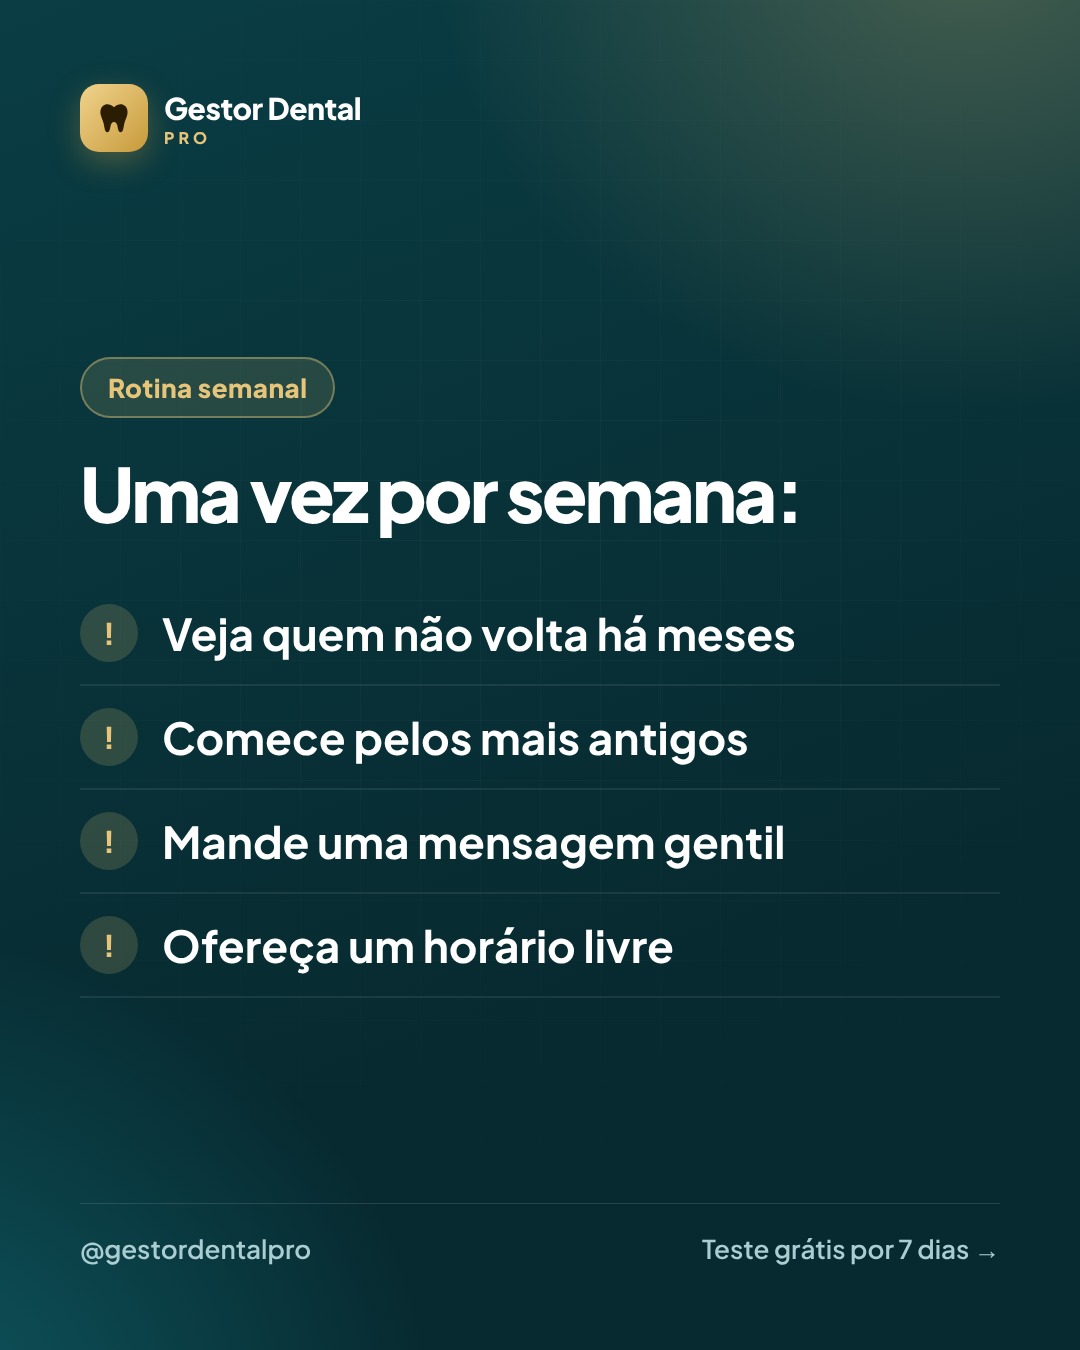 Gestor Dental
PRO
Rotina semanal
Uma vez por semana:
! Veja quem não volta há meses
! Comece pelos mais antigos
! Mande uma mensagem gentil
! Ofereça um horário livre
@gestordentalpro
Teste grátis por 7 dias →